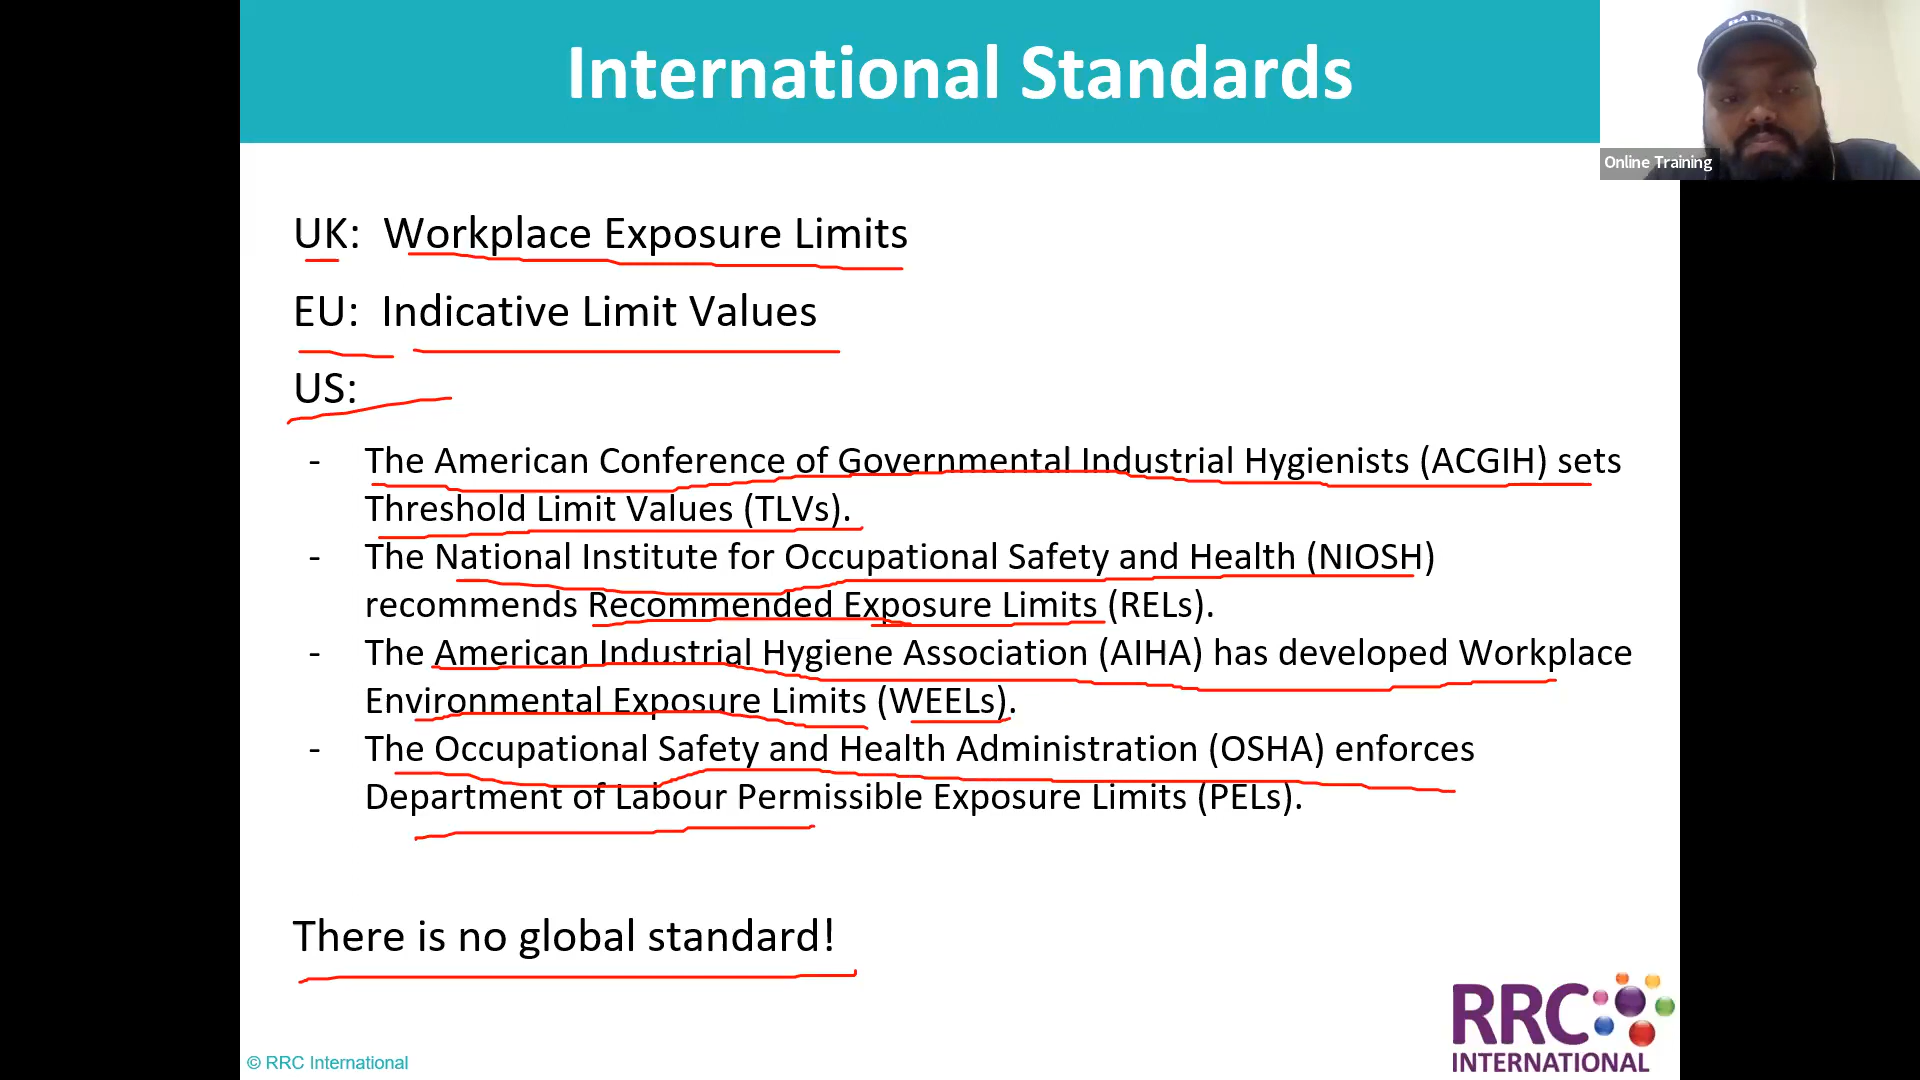 International Standards
Online Training
UK: Workplace Exposure Limits
EU: Indicative Limit Values
US:
- The American Conference of Governmental Industrial Hygienists (ACGIH) sets
Threshold Limit Values (TLVs).
- The National Institute for Occupational Safety and Health (NIOSH)
recommends Recommended Exposure Limits (RELs).
- The American Industrial Hygiene Association (AIHA) has developed Workplace
Environmental Exposure Limits (WEELs).
- The Occupational Safety and Health Administration (OSHA) enforces
Department of Labour Permissible Exposure Limits (PELs).
There is no global standard!
RRC
INTERNATIONAL
© RRC International